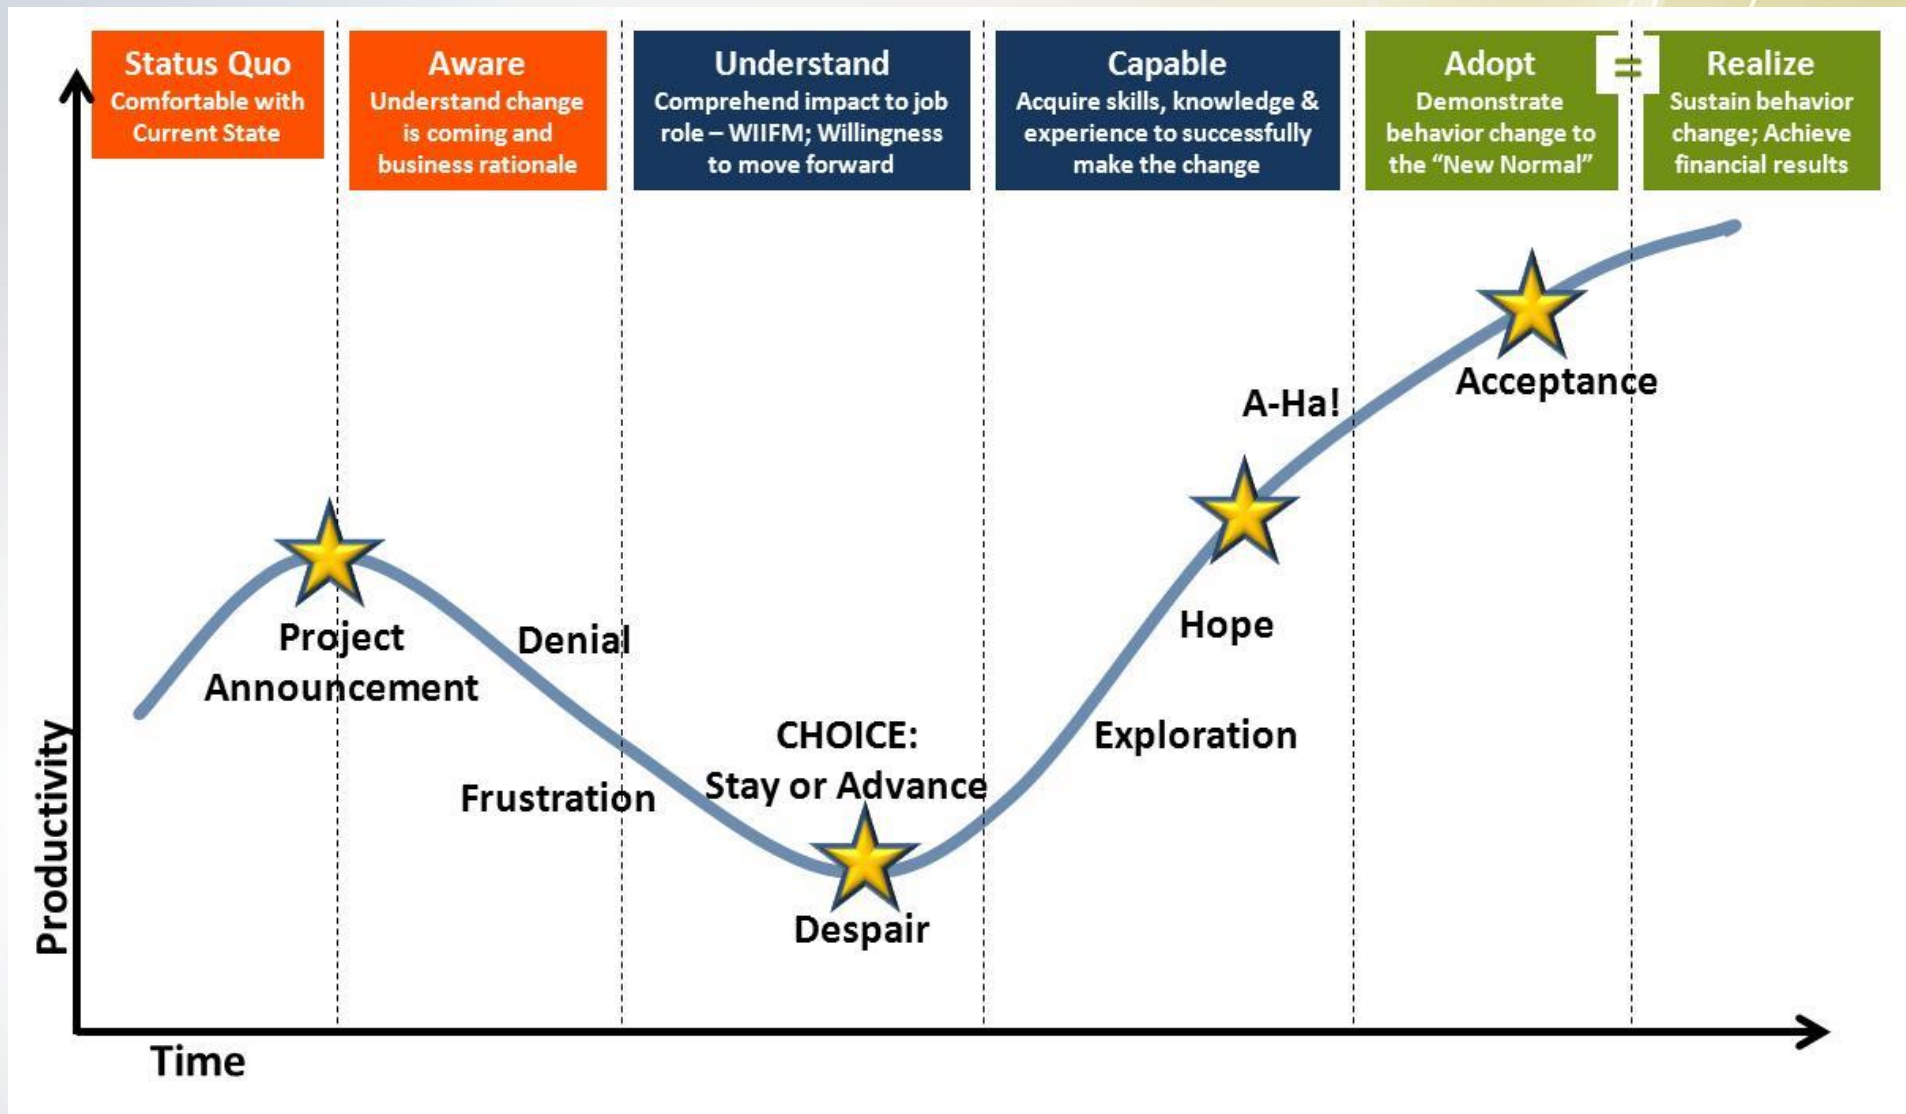 Status Quo
Comfortable with
Current State
Aware
Understand change
is coming and
business rationale
Understand
Comprehend impact to job
role – WIIFM; Willingness
to move forward
Capable
Acquire skills, knowledge &
experience to successfully
make the change
Adopt
Demonstrate
behavior change to
the “New Normal”
=
Realize
Sustain behavior
change; Achieve
financial results
Project
Announcement
Denial
Frustration
CHOICE:
Stay or Advance
Despair
Exploration
Hope
A-Ha!
Acceptance
Productivity
Time